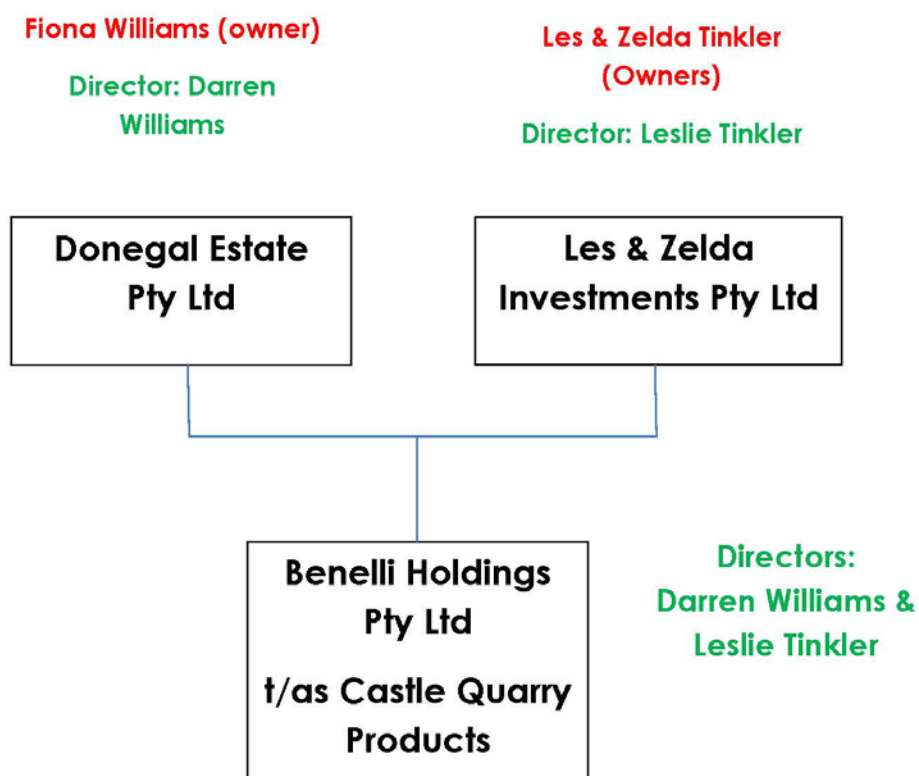 Fiona Williams (owner)
Director: Darren
Williams
Les & Zelda Tinkler
(Owners)
Director: Leslie Tinkler
Donegal Estate
Pty Ltd
Les & Zelda
Investments Pty Ltd
Benelli Holdings
Pty Ltd
t/as Castle Quarry
Products
Directors:
Darren Williams &
Leslie Tinkler